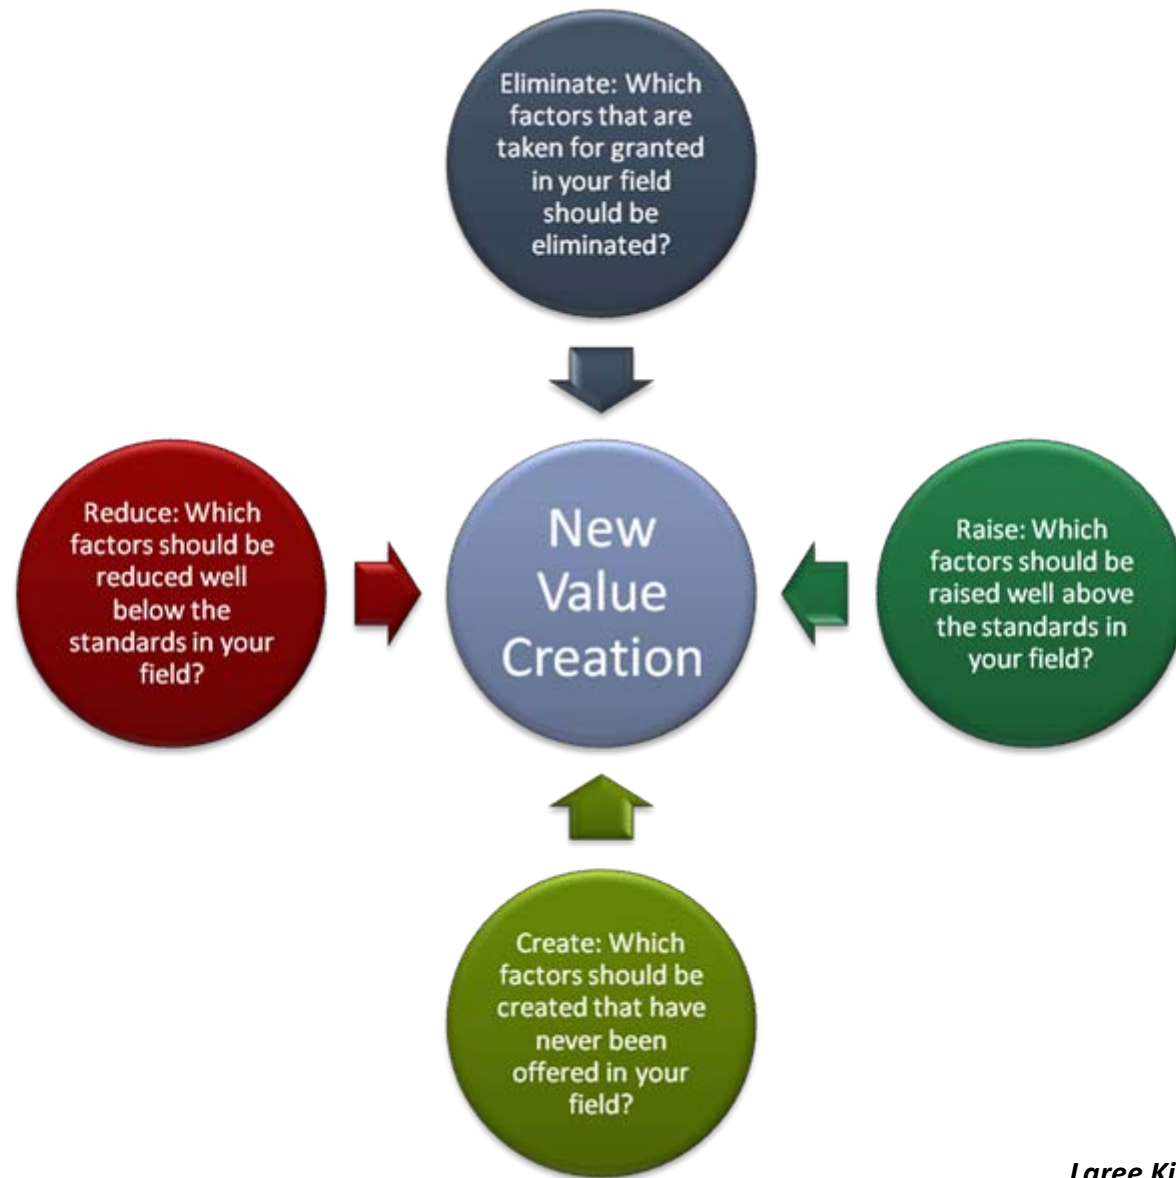 Eliminate: Which
factors that are
taken for granted
in your field
should be
eliminated?
Reduce: Which
factors should be
reduced well
below the
standards in your
field?
New
Value
Creation
Raise: Which
factors should be
raised well above
the standards in
your field?
Create: Which
factors should be
created that have
never been
offered in your
field?
Laree Ki